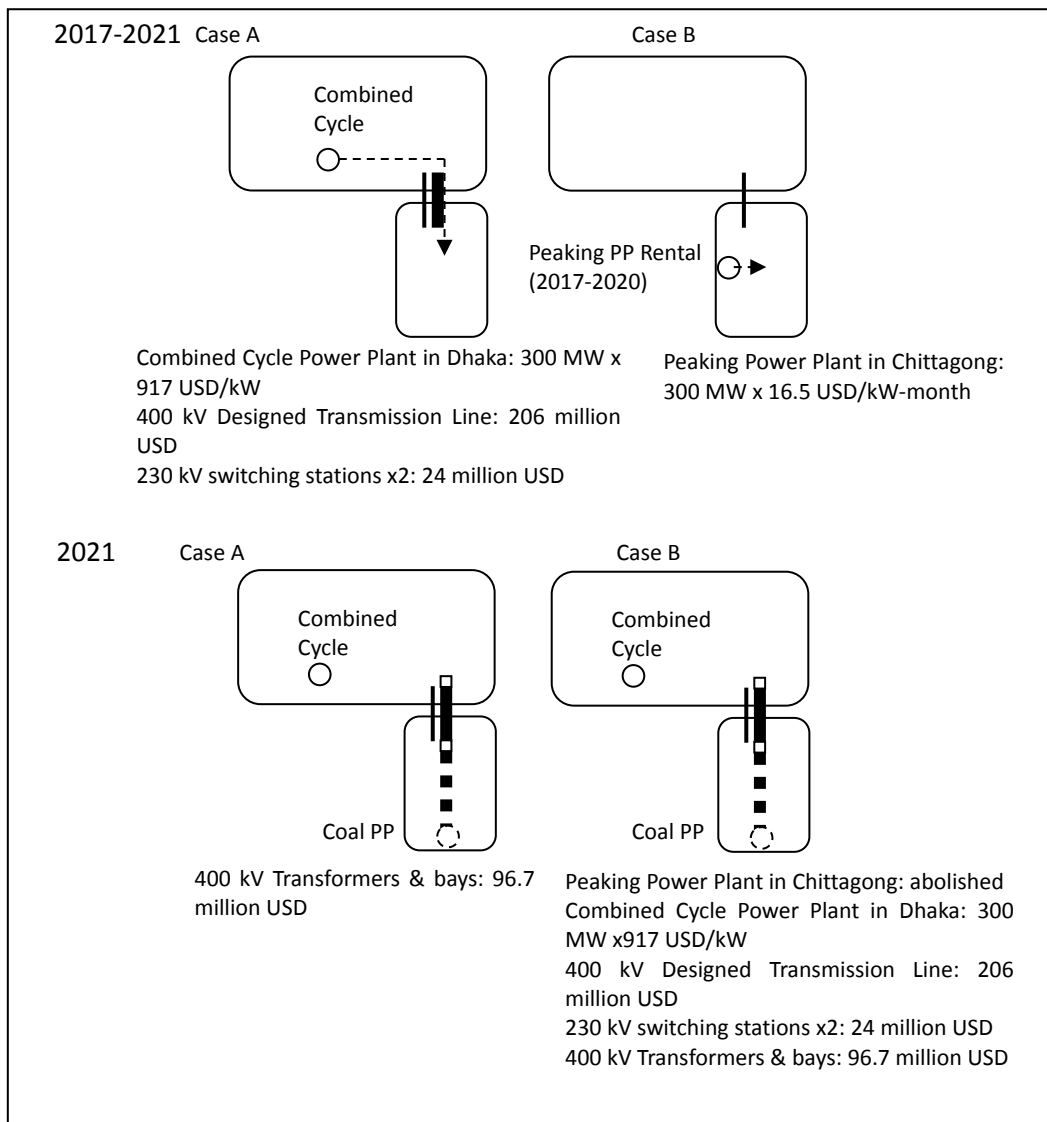 2017-2021 Case A
Case B
Combined
Cycle
Peaking PP Rental
(2017-2020)
Combined Cycle Power Plant in Dhaka: 300 MW x
917 USD/kW
400 kV Designed Transmission Line: 206 million
USD
230 kV switching stations x2: 24 million USD
Peaking Power Plant in Chittagong:
300 MW x 16.5 USD/kW-month
2021
Case A
Case B
Combined
Cycle
Combined
Cycle
Coal PP
Coal PP
400 kV Transformers & bays: 96.7
million USD
Peaking Power Plant in Chittagong: abolished
Combined Cycle Power Plant in Dhaka: 300
MW x917 USD/kW
400 kV Designed Transmission Line: 206
million USD
230 kV switching stations x2: 24 million USD
400 kV Transformers & bays: 96.7 million USD